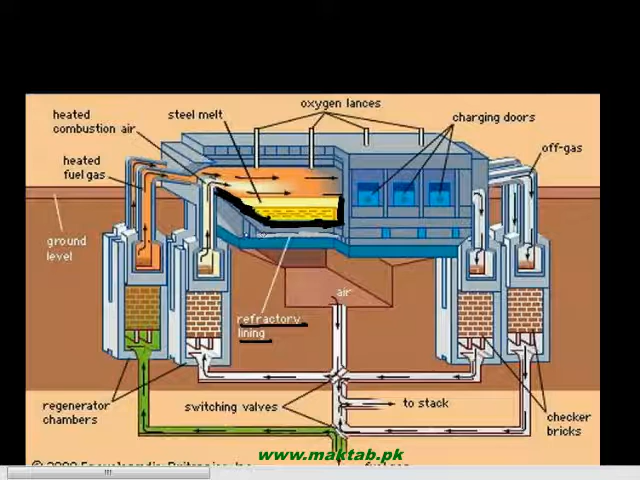 oxygen lances
heated
combustion air
steel melt
charging doors
off-gas
heated
fuel gas
ground
level
air
refractory
lining
regenerator
chambers
switching valves
to stack
checker
bricks
www.maktab.pk